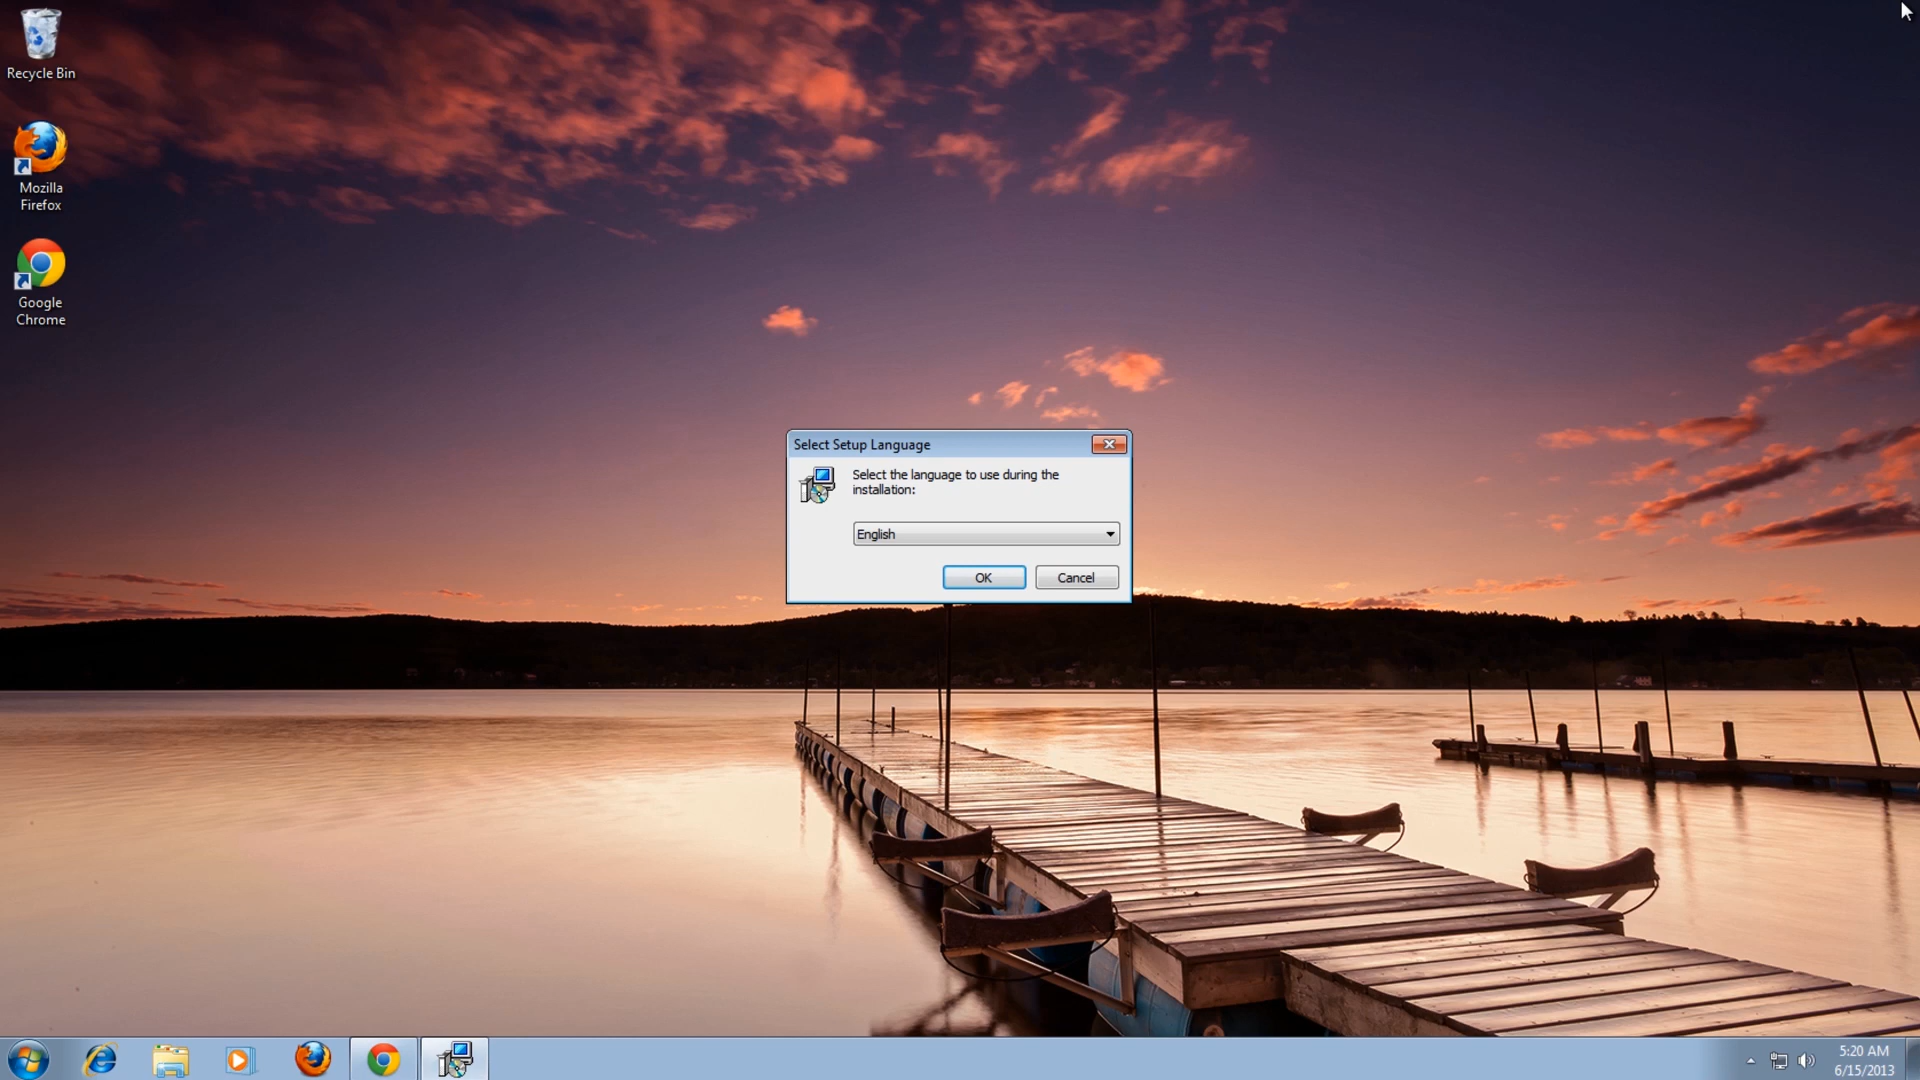 Recycle Bin
Mozilla
Firefox
Google
Chrome
Select Setup Language
Select the language to use during the
installation:
English
OK
Cancel
5:20 AM
6/15/2013